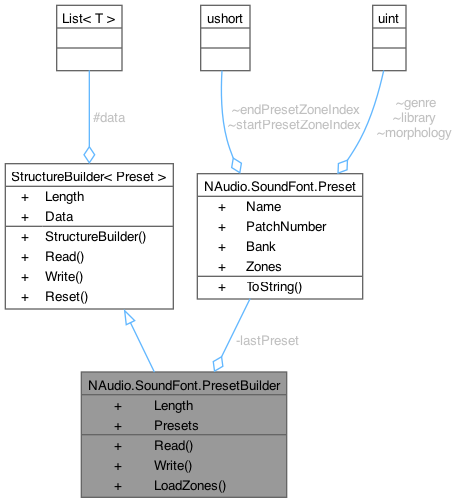 List< T >
ushort
uint
#data
~endPresetZoneIndex
~startPresetZoneIndex
~genre
~library
~morphology
StructureBuilder< Preset >
+ Length
+ Data
+ StructureBuilder()
+ Read()
+ Write()
+ Reset()
NAudio.SoundFont.Preset
+ Name
+ PatchNumber
+ Bank
+ Zones
+ ToString()
-lastPreset
NAudio.SoundFont.PresetBuilder
+ Length
+ Presets
+ Read()
+ Write()
+ LoadZones()